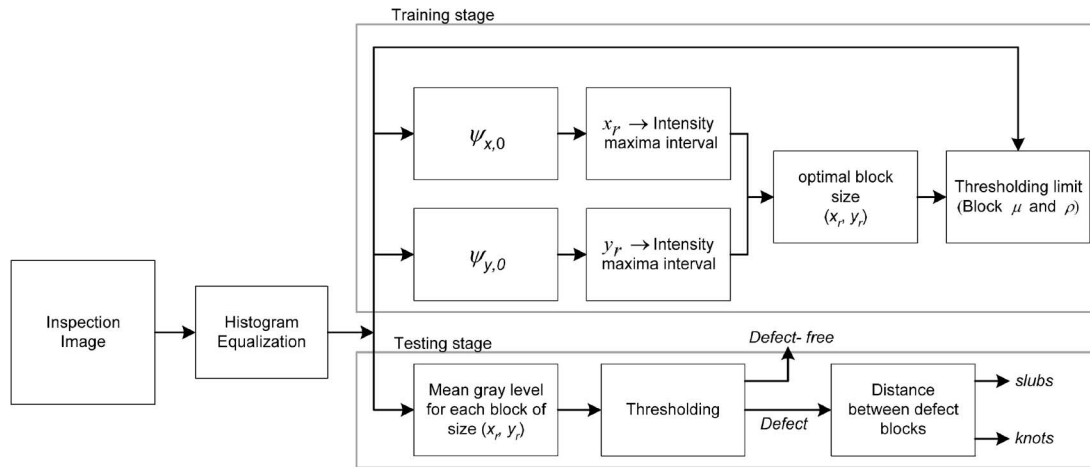 Training stage
ψx,0
xr → Intensity
maxima interval
optimal block
size
(xr, yr)
Thresholding limit
(Block μ and ρ)
ψy,0
yr → Intensity
maxima interval
Inspection
Image
Histogram
Equalization
Testing stage
Defect- free
Mean gray level
for each block of
size (xr, yr)
Thresholding
Defect
Distance
between defect
blocks
slubs
knots